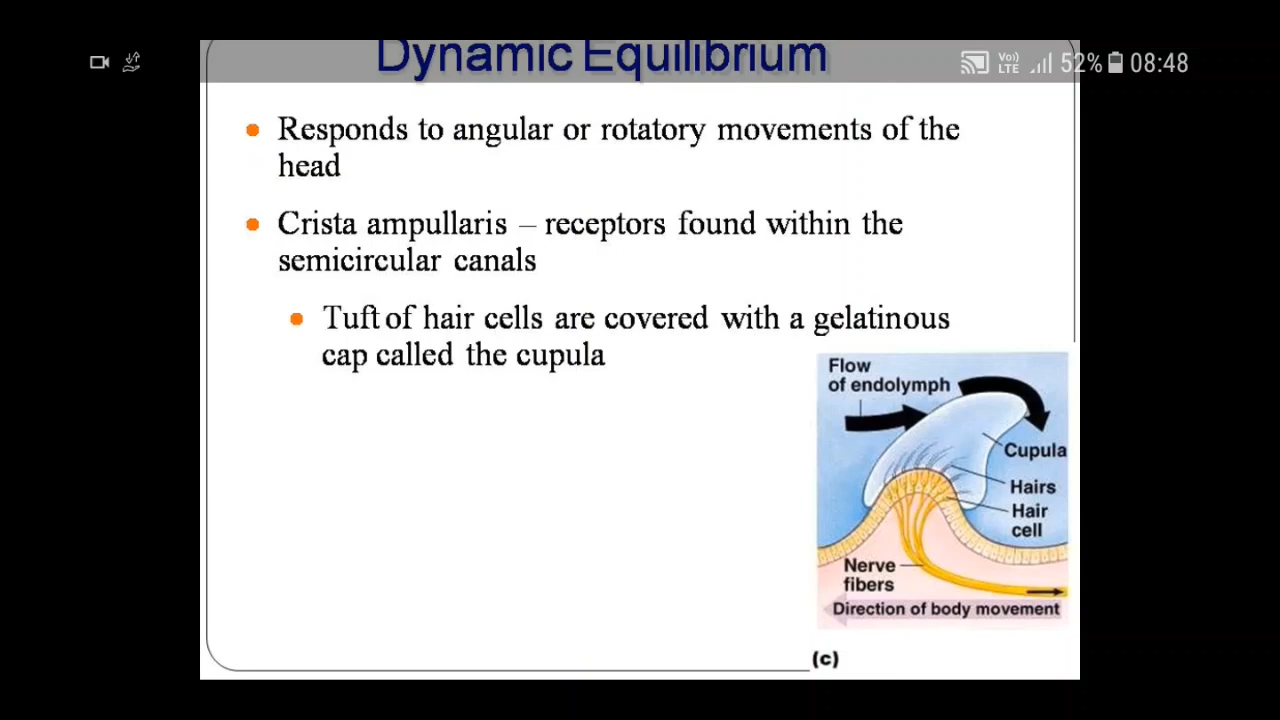 Dynamic Equilibrium
Vo))
LTE
52%
08:48
Responds to angular or rotatory movements of the
head
Crista ampullaris – receptors found within the
semicircular canals
Tuft of hair cells are covered with a gelatinous
cap called the cupula
Flow
of endolymph
Cupula
Hairs
Hair
cell
Nerve
fibers
Direction of body movement
(c)